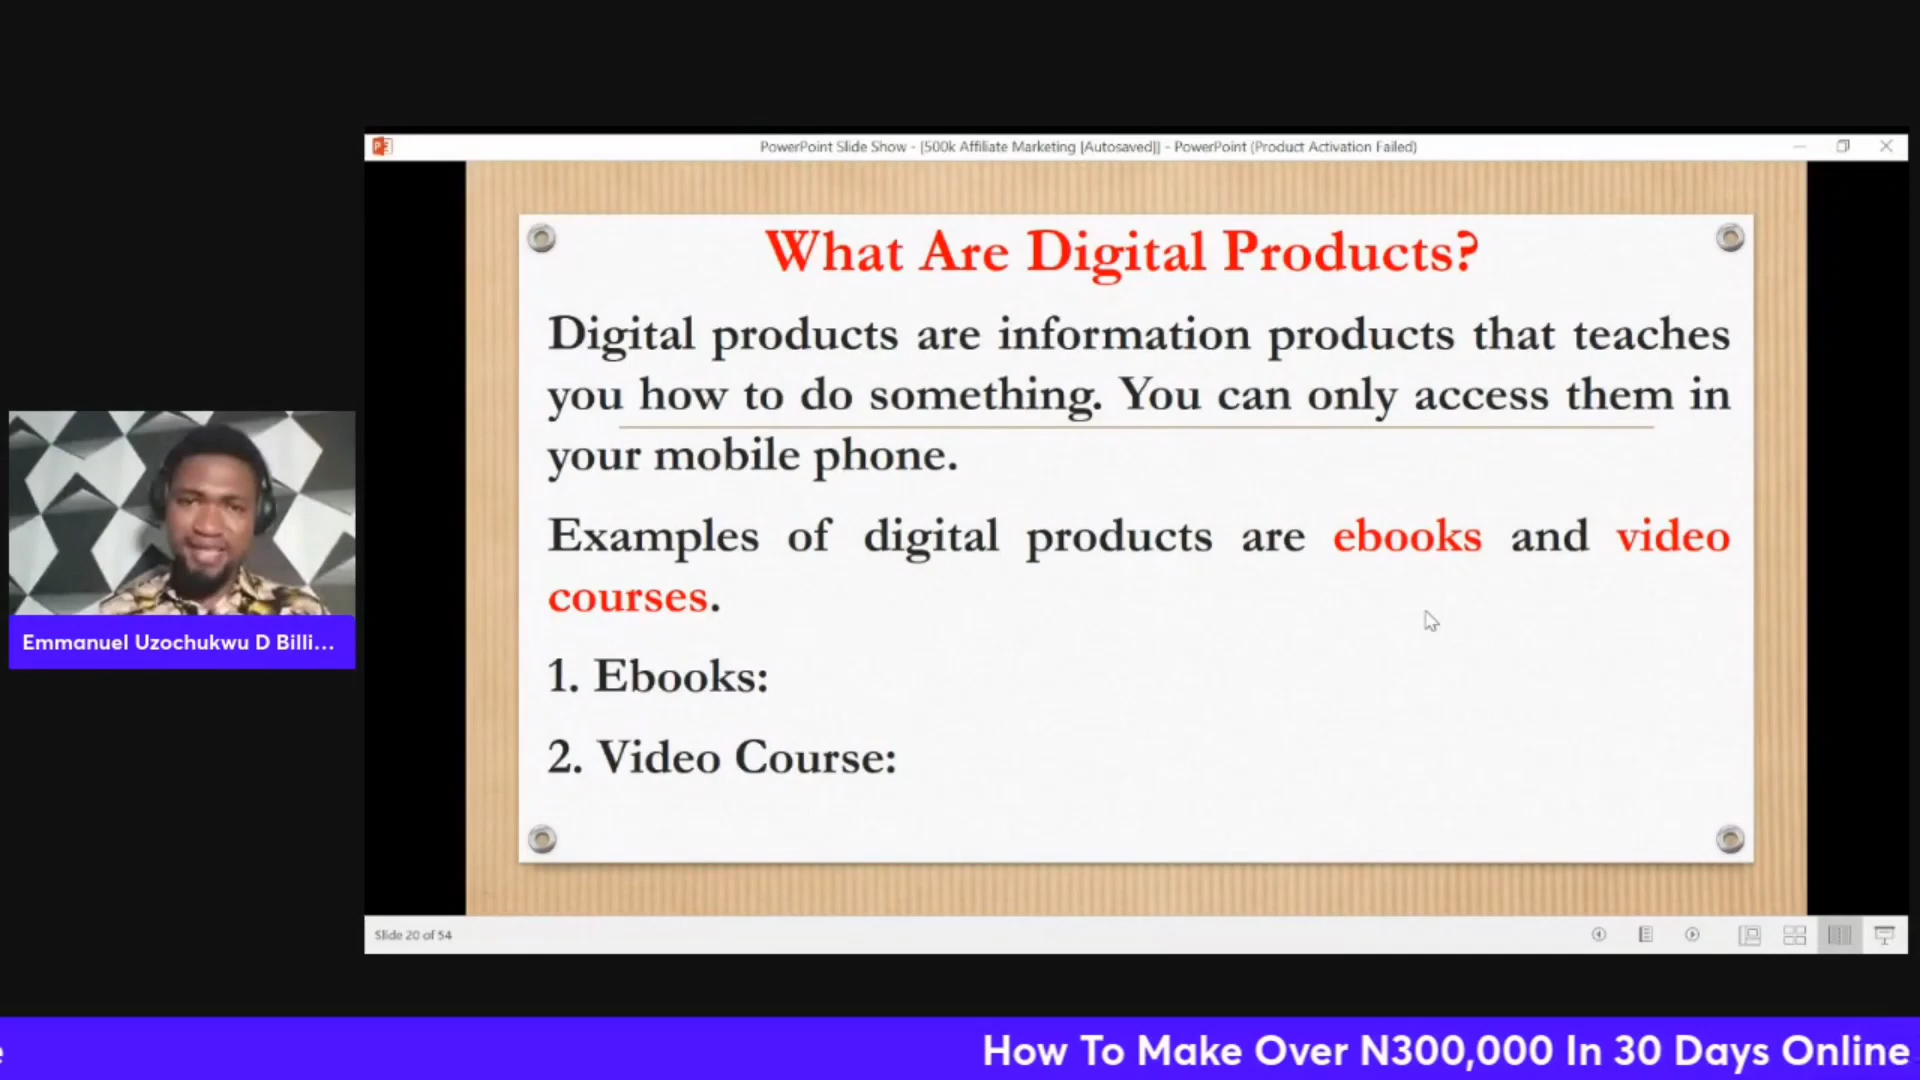 PowerPoint Slide Show - [500k Affiliate Marketing [Autosaved]] - PowerPoint (Product Activation Failed)
What Are Digital Products?
Digital products are information products that teaches
you how to do something. You can only access them in
your mobile phone.
Examples of digital products are ebooks and video
courses.
1. Ebooks:
2. Video Course:
Emmanuel Uzochukwu D Billi...
Slide 20 of 54
How To Make Over N300,000 In 30 Days Online